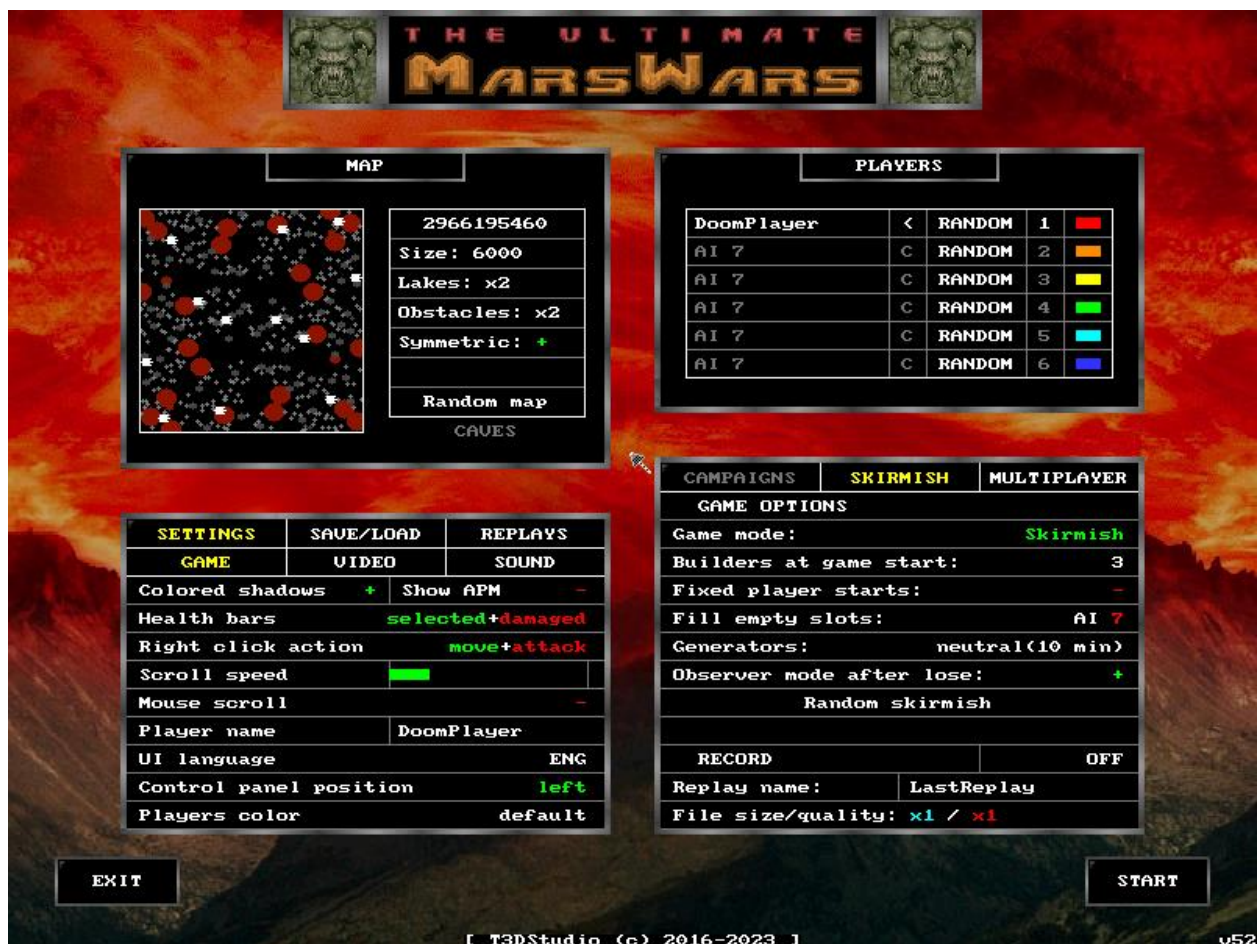 THE ULTIMATE
MARSWARS
MAP
2966195460
Size: 6000
Lakes: x2
Obstacles: x2
Symmetric: +
Random map
CAVES
PLAYERS
DoomPlayer < RANDOM 1
AI 7 C RANDOM 2
AI 7 C RANDOM 3
AI 7 C RANDOM 4
AI 7 C RANDOM 5
AI 7 C RANDOM 6
SETTINGS SAVE/LOAD REPLAYS
GAME VIDEO SOUND
Colored shadows + Show APM -
Health bars selected+damaged
Right click action move+attack
Scroll speed
Mouse scroll -
Player name DoomPlayer
UI language ENG
Control panel position left
Players color default
CAMPAIGNS SKIRMISH MULTIPLAYER
GAME OPTIONS
Game mode: Skirmish
Builders at game start: 3
Fixed player starts: -
Fill empty slots: AI 7
Generators: neutral(10 min)
Observer mode after lose: +
Random skirmish
RECORD OFF
Replay name: LastReplay
File size/quality: x1 / x1
EXIT
START
[ T3DStudio (c) 2016-2023 ]
v52